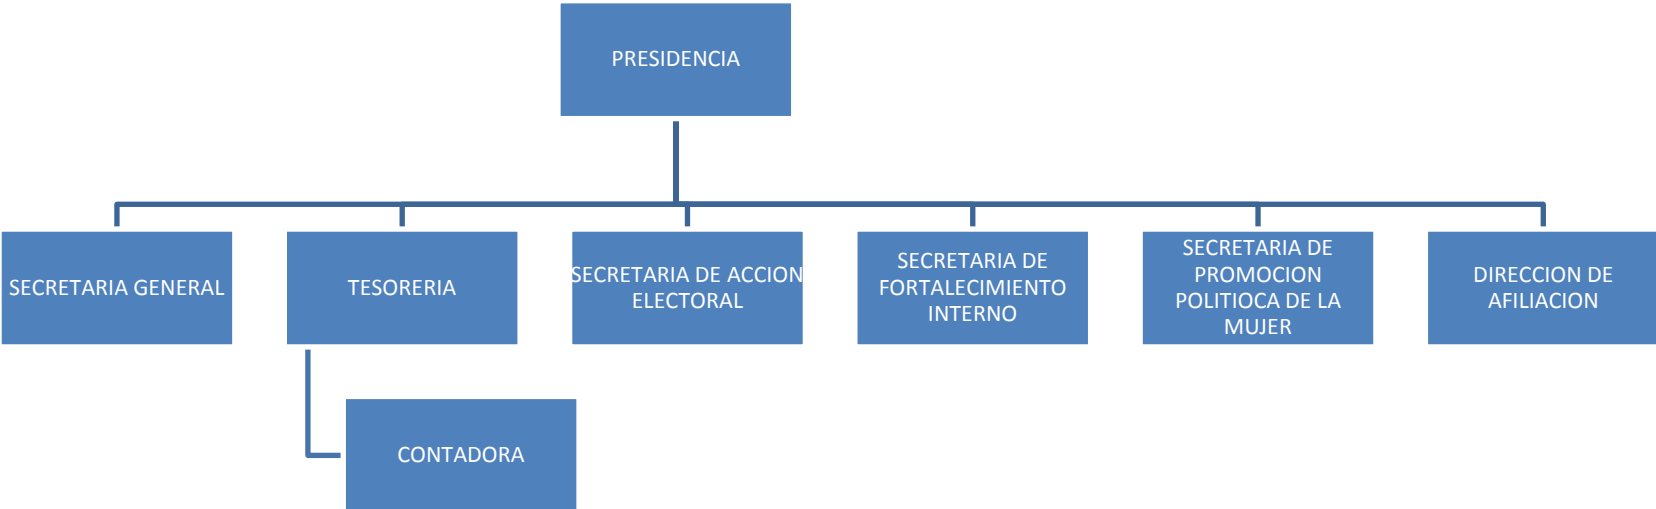 PRESIDENCIA
SECRETARIA GENERAL
TESORERIA
SECRETARIA DE ACCION
ELECTORAL
SECRETARIA DE
FORTALECIMIENTO
INTERNO
SECRETARIA DE
PROMOCION
POLITIOCA DE LA
MUJER
DIRECCION DE
AFILIACION
CONTADORA